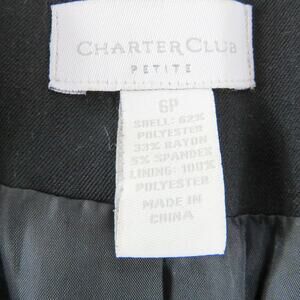 CHARTER CLUB
PETITE
6P
SHELL: 62%
POLYESTER
33% RAYON
5% SPANDEX
LINING: 100%
POLYESTER
MADE IN
CHINA